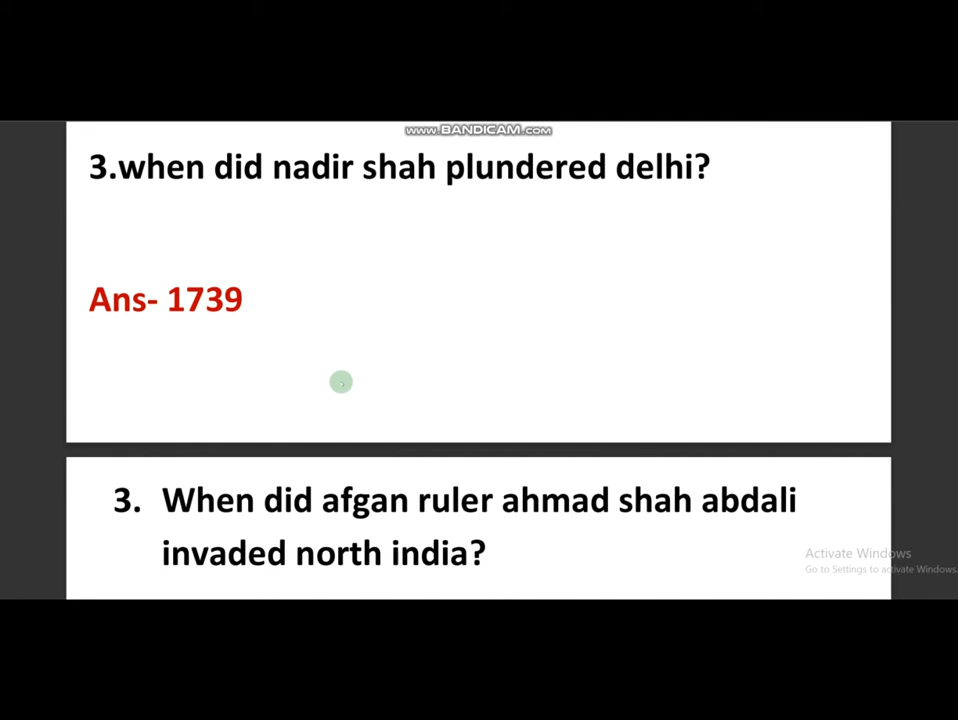 www.BANDICAM.com
3.when did nadir shah plundered delhi?
Ans- 1739
3. When did afgan ruler ahmad shah abdali
invaded north india?
Activate Windows
Go to Settings to activate Windows.